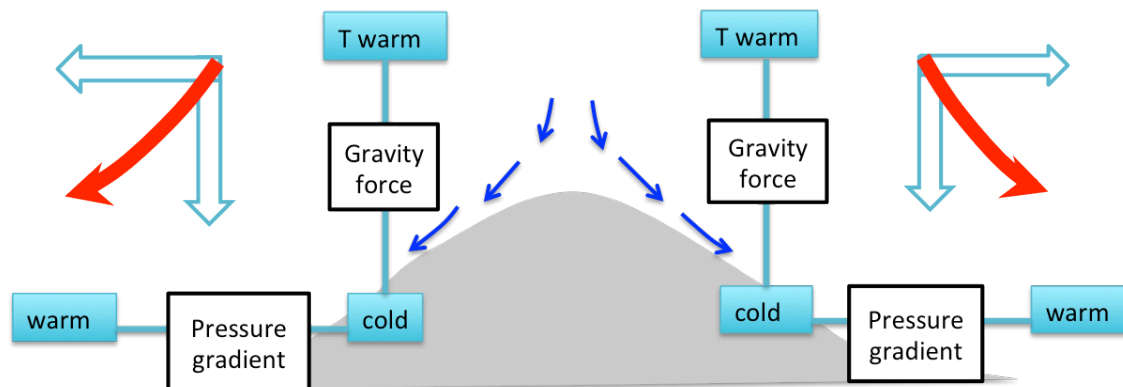 T warm
T warm
Gravity
force
Gravity
force
warm
Pressure
gradient
cold
cold
Pressure
gradient
warm